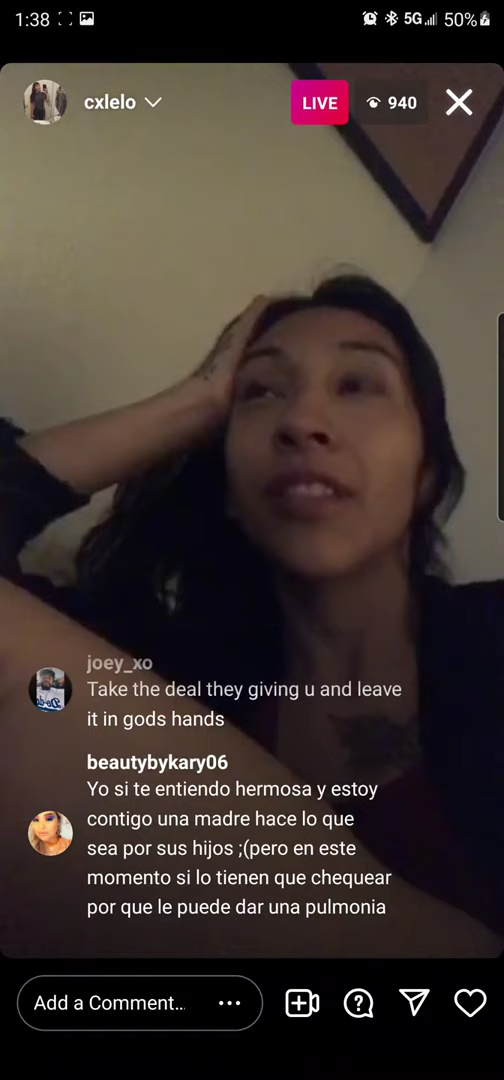 1:38
5G
50%
cxlelo
LIVE
940
joey_xo
Take the deal they giving u and leave
it in gods hands
beautybykary06
Yo si te entiendo hermosa y estoy
contigo una madre hace lo que
sea por sus hijos ;(pero en este
momento si lo tienen que chequear
por que le puede dar una pulmonia
Add a Comment...